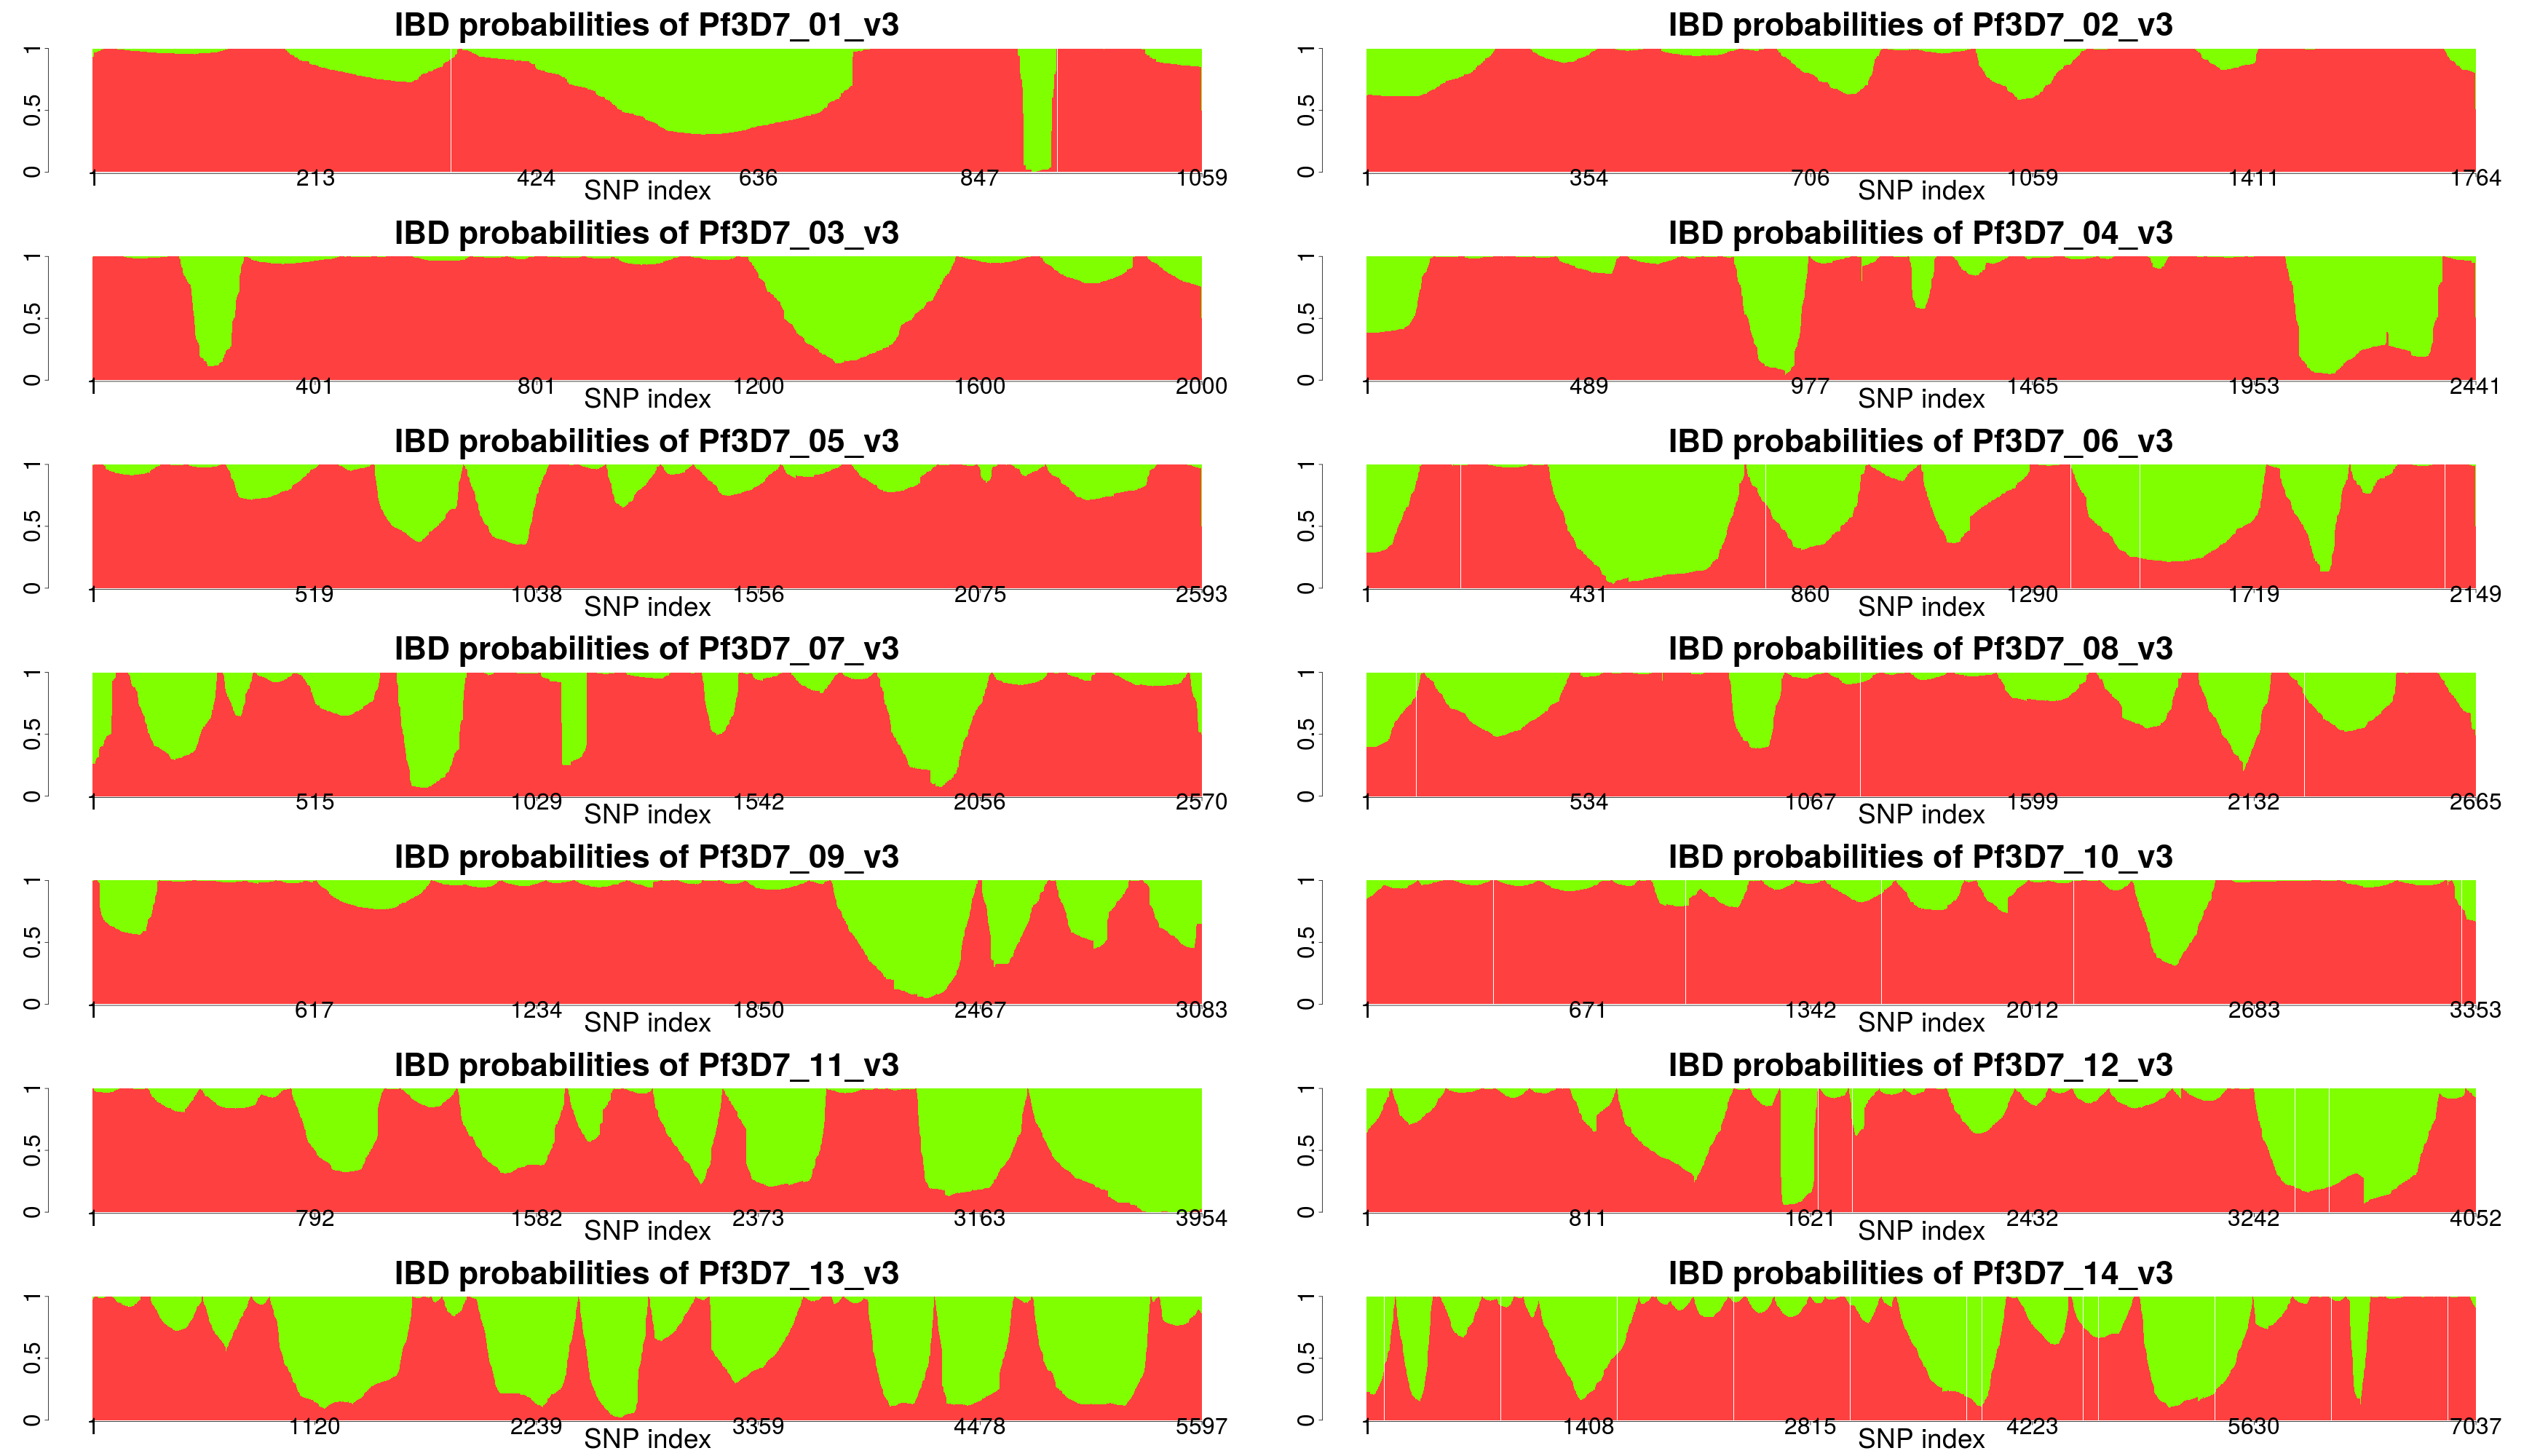 IBD probabilities of Pf3D7_01_v3
0 0.5 1
1 213 424 636 847 1059
SNP index
IBD probabilities of Pf3D7_02_v3
0 0.5 1
1 354 706 1059 1411 1764
SNP index
IBD probabilities of Pf3D7_03_v3
0 0.5 1
1 401 801 1200 1600 2000
SNP index
IBD probabilities of Pf3D7_04_v3
0 0.5 1
1 489 977 1465 1953 2441
SNP index
IBD probabilities of Pf3D7_05_v3
0 0.5 1
1 519 1038 1556 2075 2593
SNP index
IBD probabilities of Pf3D7_06_v3
0 0.5 1
1 431 860 1290 1719 2149
SNP index
IBD probabilities of Pf3D7_07_v3
0 0.5 1
1 515 1029 1542 2056 2570
SNP index
IBD probabilities of Pf3D7_08_v3
0 0.5 1
1 534 1067 1599 2132 2665
SNP index
IBD probabilities of Pf3D7_09_v3
0 0.5 1
1 617 1234 1850 2467 3083
SNP index
IBD probabilities of Pf3D7_10_v3
0 0.5 1
1 671 1342 2012 2683 3353
SNP index
IBD probabilities of Pf3D7_11_v3
0 0.5 1
1 792 1582 2373 3163 3954
SNP index
IBD probabilities of Pf3D7_12_v3
0 0.5 1
1 811 1621 2432 3242 4052
SNP index
IBD probabilities of Pf3D7_13_v3
0 0.5 1
1 1120 2239 3359 4478 5597
SNP index
IBD probabilities of Pf3D7_14_v3
0 0.5 1
1 1408 2815 4223 5630 7037
SNP index